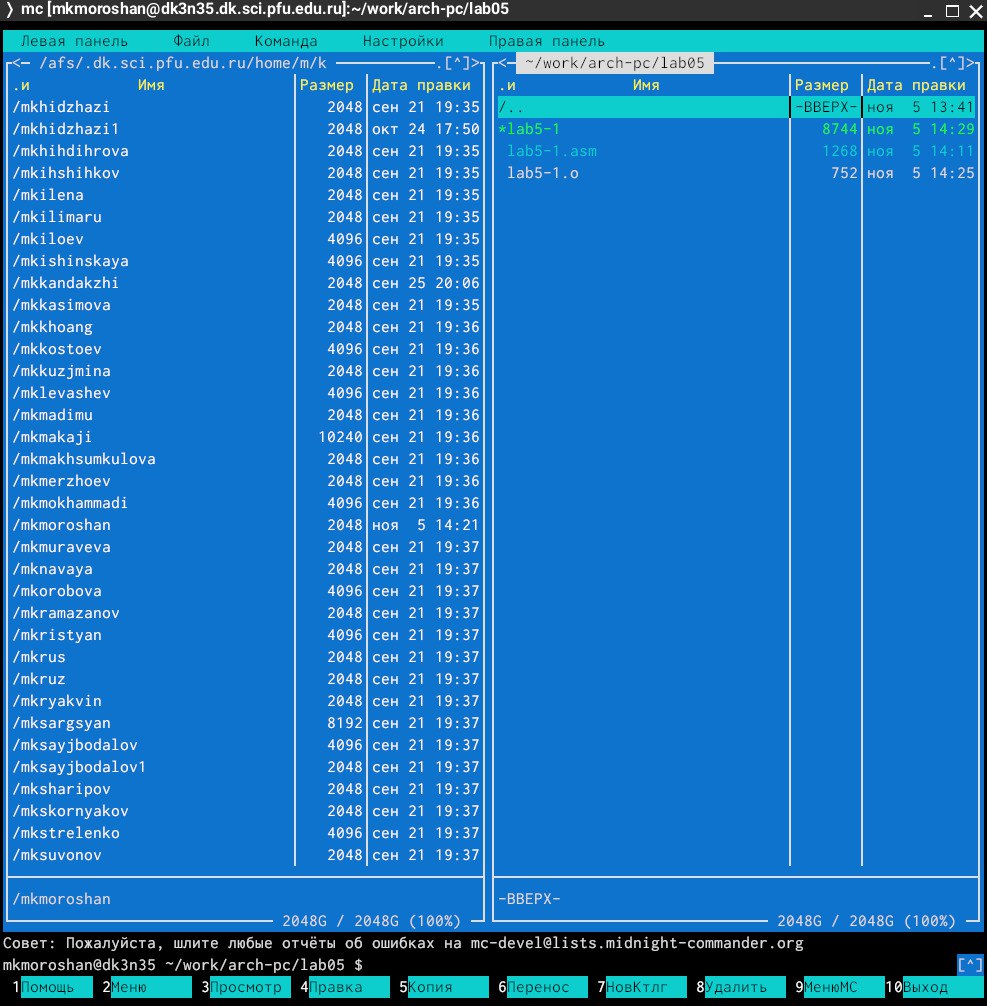 ❭ mc [mkmoroshan@dk3n35.dk.sci.pfu.edu.ru]:~/work/arch-pc/lab05
Левая панель Файл Команда Настройки Правая панель
<─ /afs/.dk.sci.pfu.edu.ru/home/m/k .[^]>
.и Имя Размер Дата правки
/mkhidzhazi 2048 сен 21 19:35
/mkhidzhazi1 2048 окт 24 17:50
/mkhihdihrova 2048 сен 21 19:35
/mkihshihkov 2048 сен 21 19:35
/mkilena 2048 сен 21 19:35
/mkilimaru 2048 сен 21 19:35
/mkiloev 4096 сен 21 19:35
/mkishinskaya 4096 сен 21 19:35
/mkkandakzhi 2048 сен 25 20:06
/mkkasimova 2048 сен 21 19:35
/mkkhoang 2048 сен 21 19:36
/mkkostoev 4096 сен 21 19:36
/mkkuzjmina 2048 сен 21 19:36
/mklevashev 4096 сен 21 19:36
/mkmadimu 2048 сен 21 19:36
/mkmakaji 10240 сен 21 19:36
/mkmakhsumkulova 2048 сен 21 19:36
/mkmerzhoev 2048 сен 21 19:36
/mkmokhammadi 4096 сен 21 19:36
/mkmoroshan 2048 ноя 5 14:21
/mkmuraveva 2048 сен 21 19:37
/mknavaya 2048 сен 21 19:37
/mkorobova 4096 сен 21 19:37
/mkramazanov 2048 сен 21 19:37
/mkristyan 4096 сен 21 19:37
/mkrus 2048 сен 21 19:37
/mkruz 2048 сен 21 19:37
/mkryakvin 2048 сен 21 19:37
/mksargsyan 8192 сен 21 19:37
/mksayjbodalov 4096 сен 21 19:37
/mksayjbodalov1 2048 сен 21 19:37
/mksharipov 2048 сен 21 19:37
/mkskornyakov 2048 сен 21 19:37
/mkstrelenko 4096 сен 21 19:37
/mksuvonov 2048 сен 21 19:37
/mkmoroshan
2048G / 2048G (100%)
<─ ~/work/arch-pc/lab05 .[^]>
.и Имя Размер Дата правки
/.. -ВВЕРХ- ноя 5 13:41
*lab5-1 8744 ноя 5 14:29
lab5-1.asm 1268 ноя 5 14:11
lab5-1.o 752 ноя 5 14:25
-ВВЕРХ-
2048G / 2048G (100%)
Совет: Пожалуйста, шлите любые отчёты об ошибках на mc-devel@lists.midnight-commander.org
mkmoroshan@dk3n35 ~/work/arch-pc/lab05 $ [^]
1Помощь 2Меню 3Просмотр 4Правка 5Копия 6Перенос 7НовКтлг 8Удалить 9МенюMC 10Выход